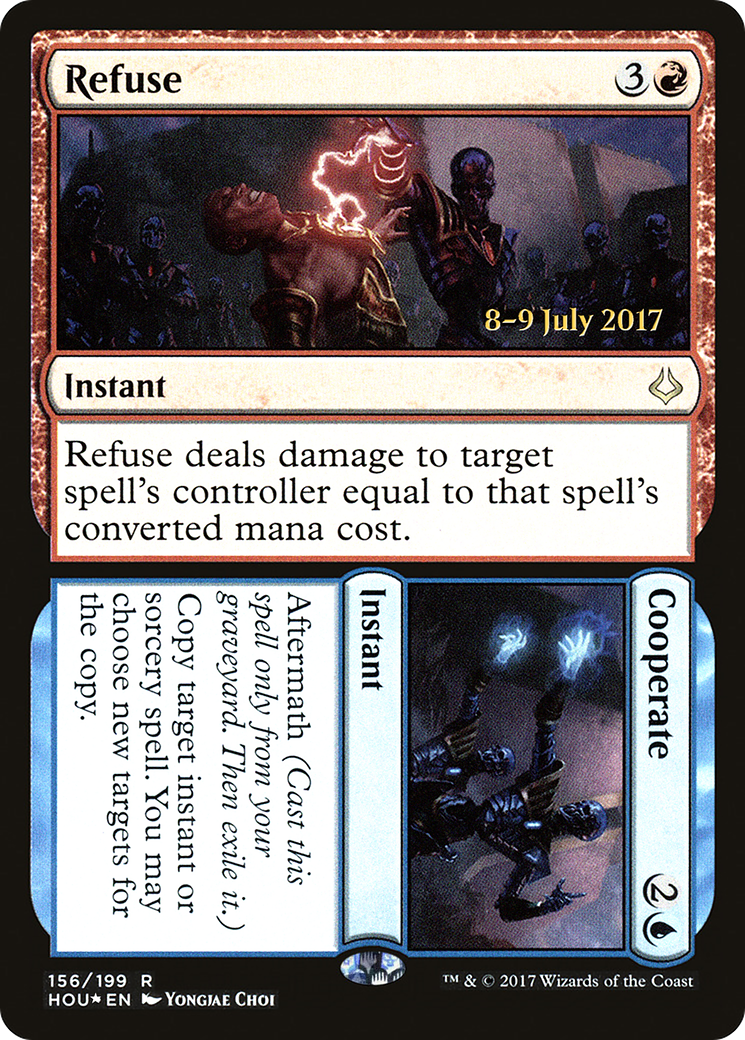 Refuse 3
8–9 July 2017
Instant
Refuse deals damage to target
spell's controller equal to that spell's
converted mana cost.
Cooperate 2
Instant
Aftermath (Cast this
spell only from your
graveyard. Then exile it.)
Copy target instant or
sorcery spell. You may
choose new targets for
the copy.
156/199 R
HOU★EN Yongjae Choi
™ & © 2017 Wizards of the Coast